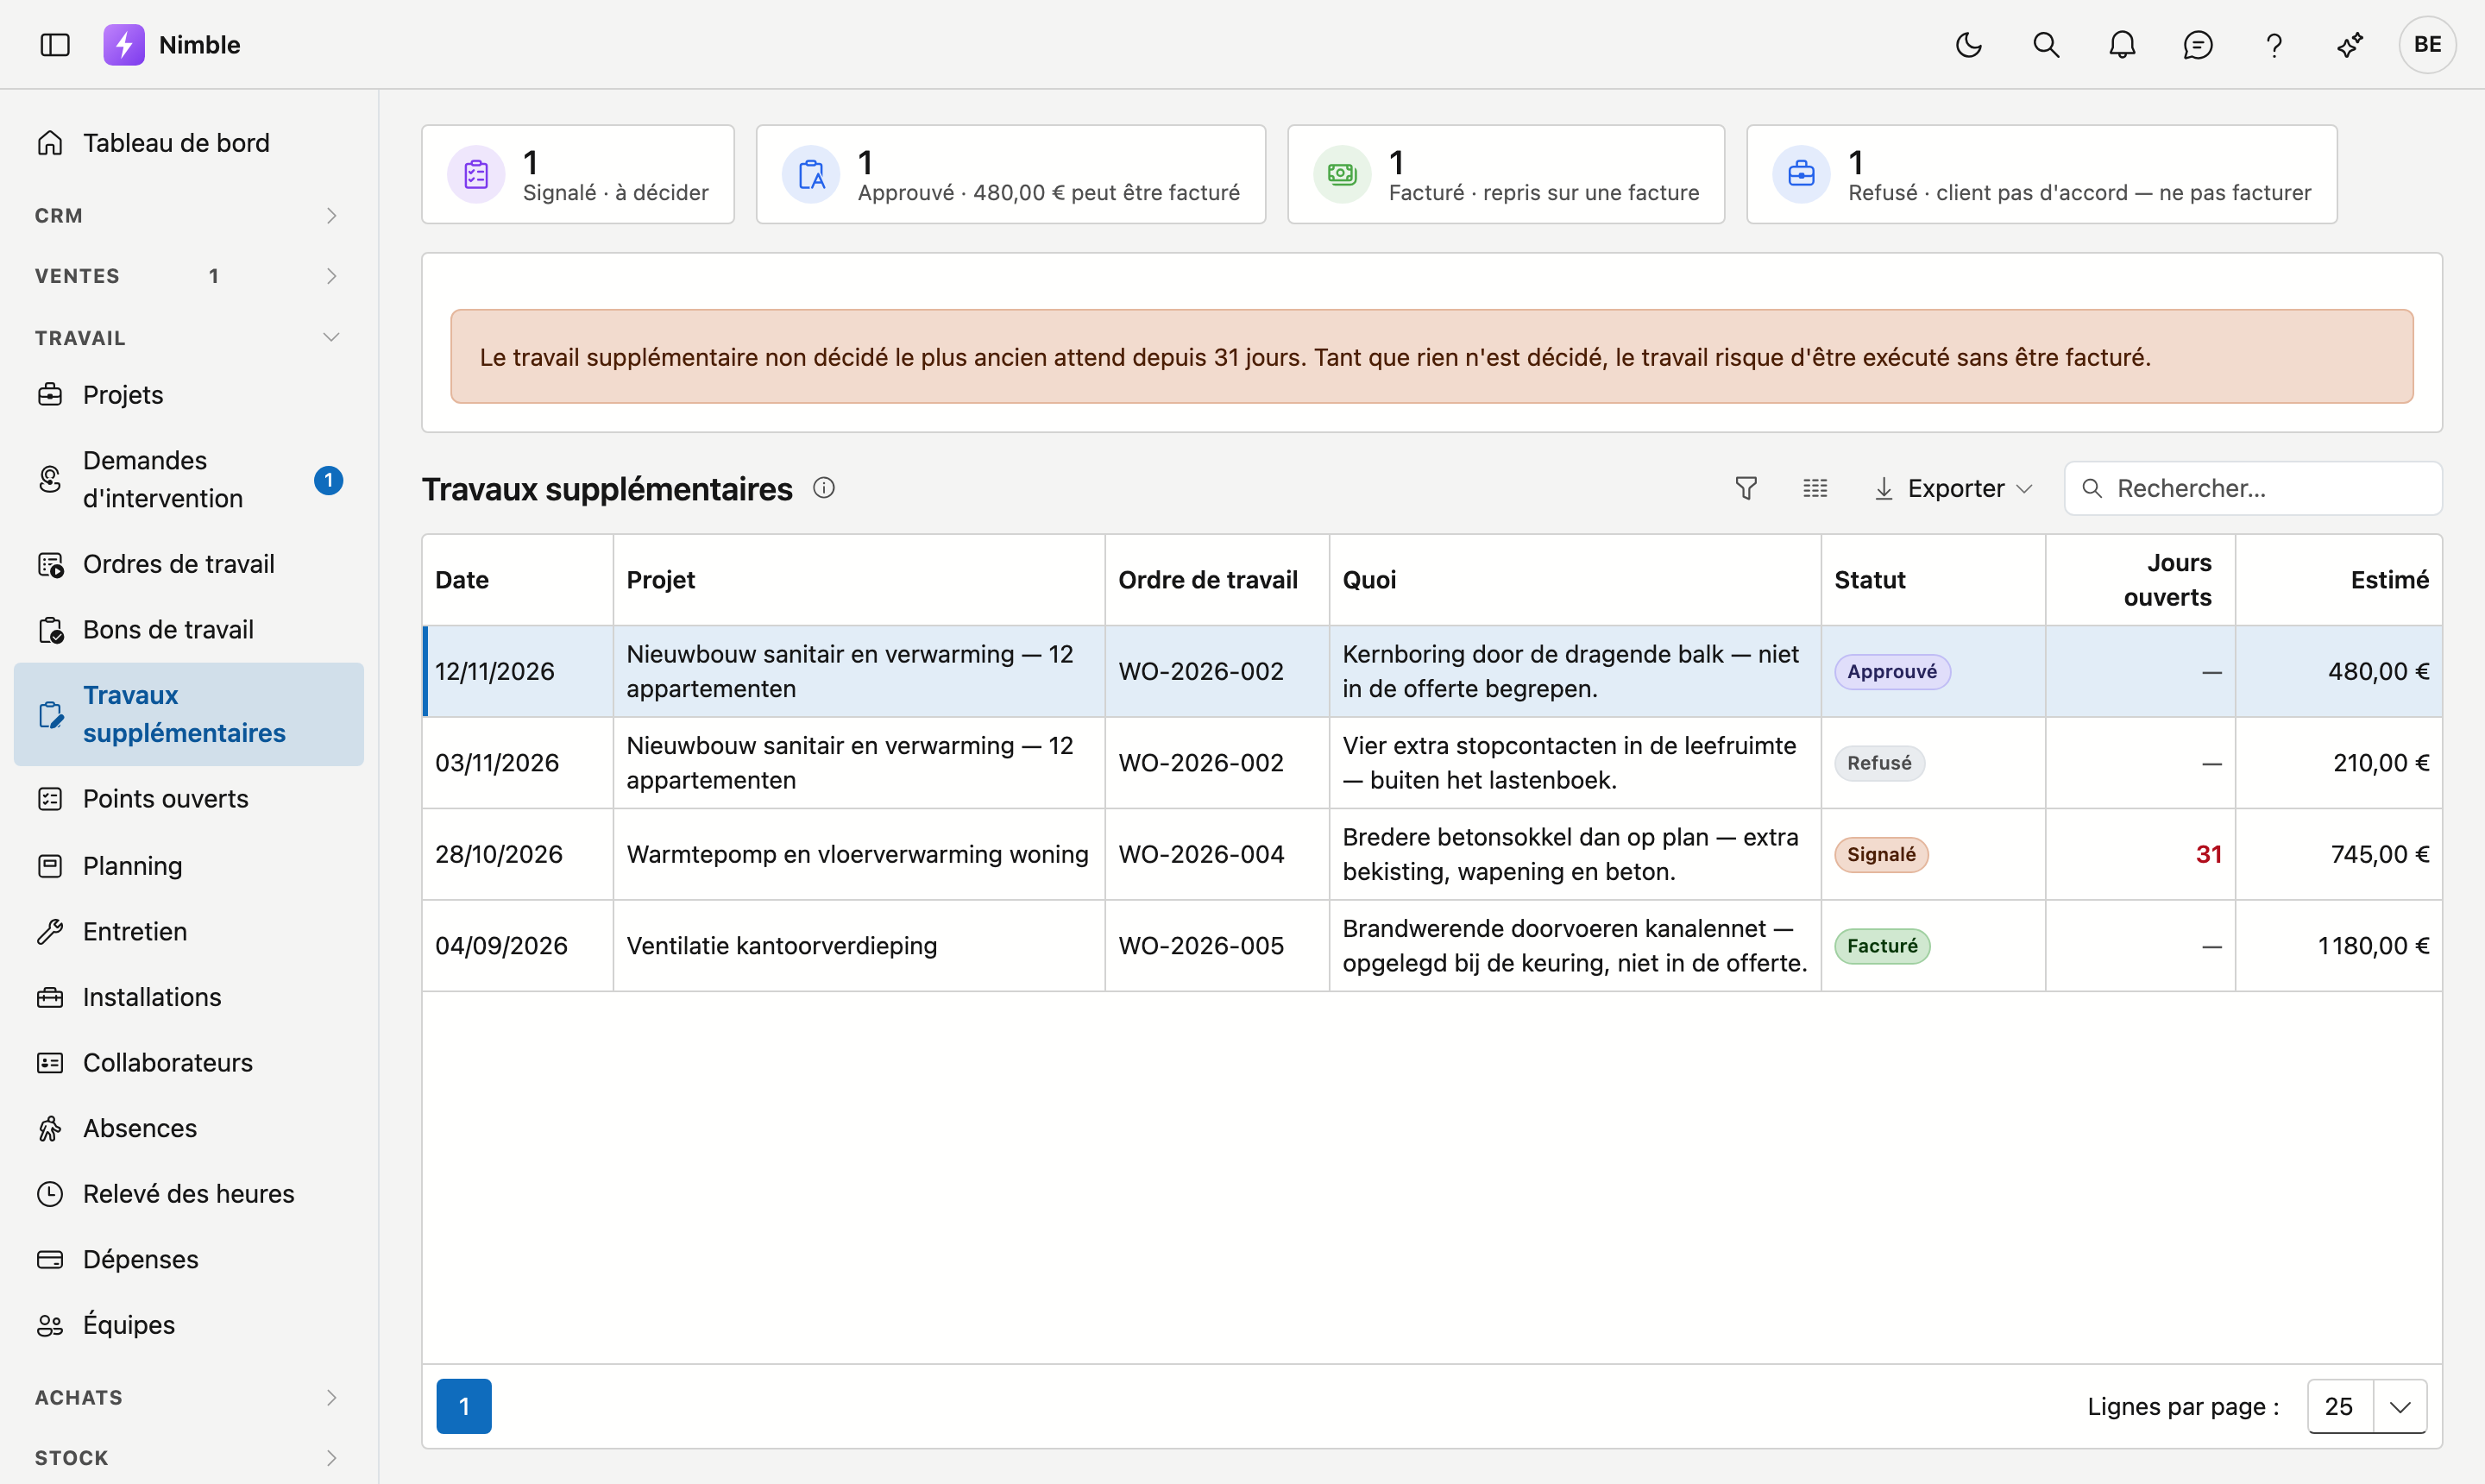 Nimble
BE
Tableau de bord
CRM
VENTES 1
TRAVAIL
Projets
Demandes
d'intervention
1
Ordres de travail
Bons de travail
Travaux
supplémentaires
Points ouverts
Planning
Entretien
Installations
Collaborateurs
Absences
Relevé des heures
Dépenses
Équipes
ACHATS
STOCK
1
Signalé · à décider
1
Approuvé · 480,00 € peut être facturé
1
Facturé · repris sur une facture
1
Refusé · client pas d'accord — ne pas facturer
Le travail supplémentaire non décidé le plus ancien attend depuis 31 jours. Tant que rien n'est décidé, le travail risque d'être exécuté sans être facturé.
Travaux supplémentaires
Exporter
Rechercher...
Date Projet Ordre de travail Quoi Statut Jours ouverts Estimé
12/11/2026 Nieuwbouw sanitair en verwarming — 12 appartementen WO-2026-002 Kernboring door de dragende balk — niet in de offerte begrepen. Approuvé — 480,00 €
03/11/2026 Nieuwbouw sanitair en verwarming — 12 appartementen WO-2026-002 Vier extra stopcontacten in de leefruimte — buiten het lastenboek. Refusé — 210,00 €
28/10/2026 Warmtepomp en vloerverwarming woning WO-2026-004 Bredere betonsokkel dan op plan — extra bekisting, wapening en beton. Signalé 31 745,00 €
04/09/2026 Ventilatie kantoorverdieping WO-2026-005 Brandwerende doorvoeren kanalennet — opgelegd bij de keuring, niet in de offerte. Facturé — 1 180,00 €
1
Lignes par page : 25